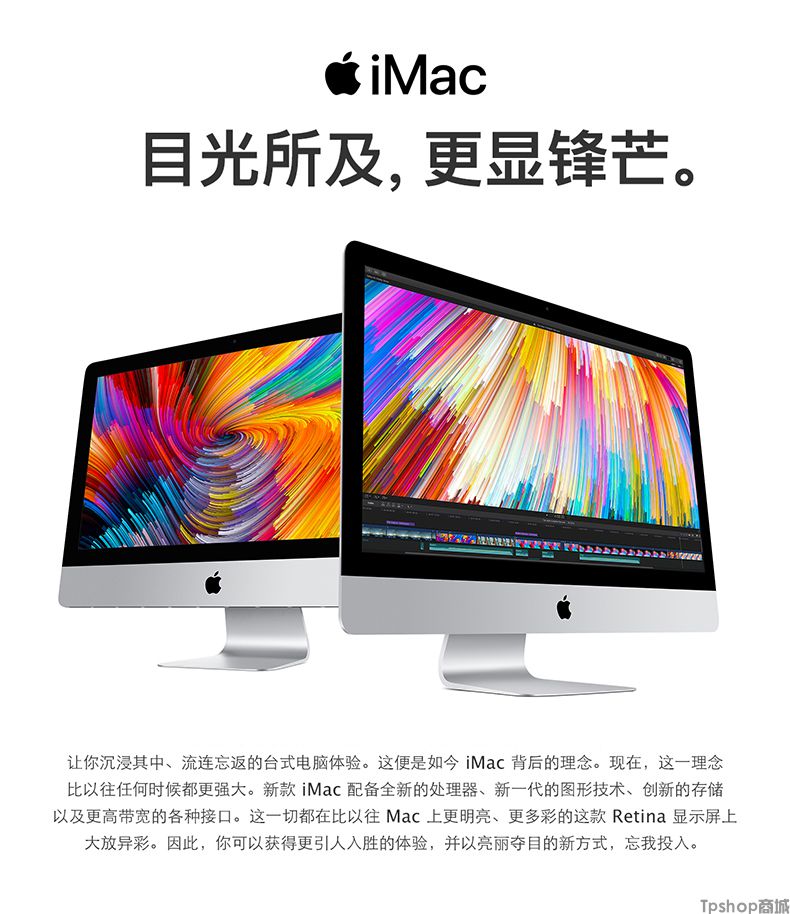 iMac
目光所及,更显锋芒。
让你沉浸其中、流连忘返的台式电脑体验。这便是如今 iMac 背后的理念。现在，这一理念
比以往任何时候都更强大。新款 iMac 配备全新的处理器、新一代的图形技术、创新的存储
以及更高带宽的各种接口。这一切都在比以往 Mac 上更明亮、更多彩的这款 Retina 显示屏上
大放异彩。因此，你可以获得更引人入胜的体验，并以亮丽夺目的新方式，忘我投入。
Tpshop商城